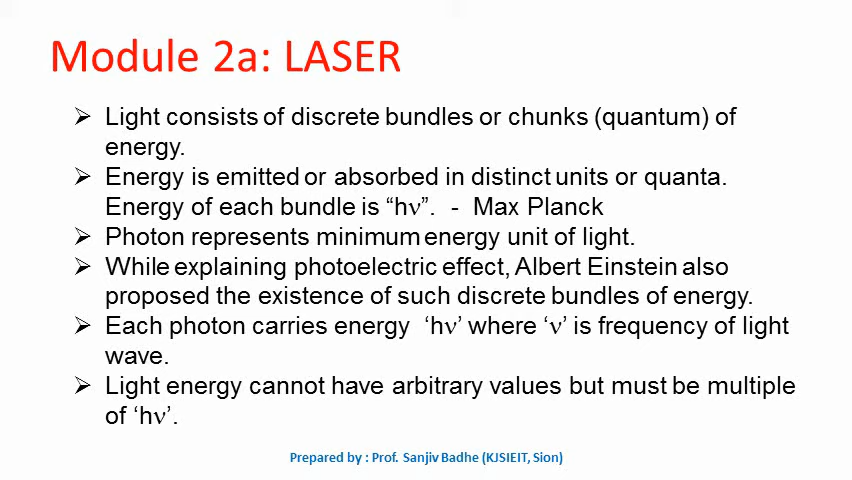 Module 2a: LASER
➢ Light consists of discrete bundles or chunks (quantum) of
energy.
➢ Energy is emitted or absorbed in distinct units or quanta.
Energy of each bundle is “hν”.  -  Max Planck
➢ Photon represents minimum energy unit of light.
➢ While explaining photoelectric effect, Albert Einstein also
proposed the existence of such discrete bundles of energy.
➢ Each photon carries energy  ‘hν’ where ‘ν’ is frequency of light
wave.
➢ Light energy cannot have arbitrary values but must be multiple
of ‘hν’.
Prepared by : Prof. Sanjiv Badhe (KJSIEIT, Sion)